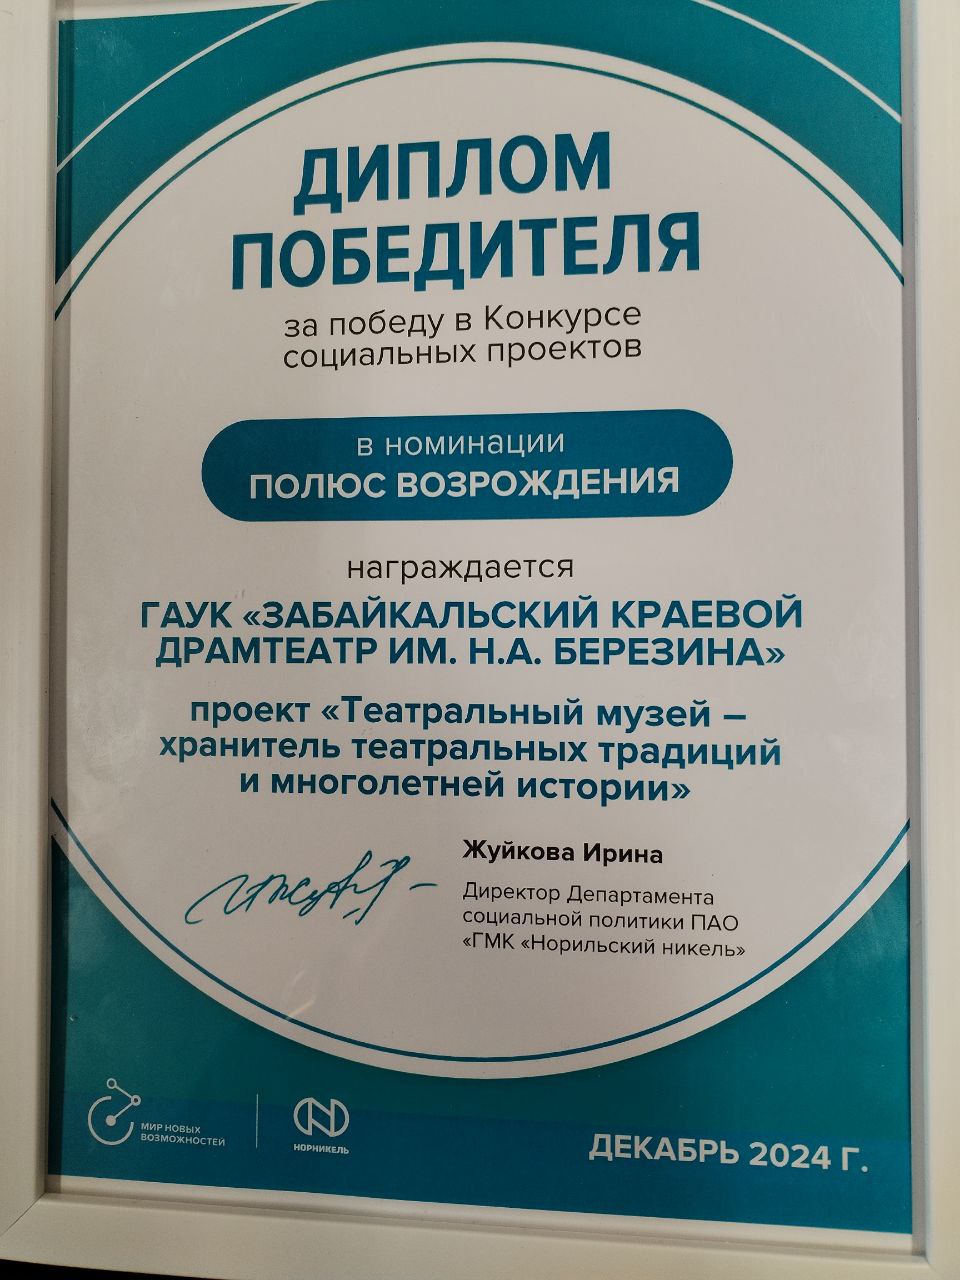 ДИПЛОМ
ПОБЕДИТЕЛЯ
за победу в Конкурсе
социальных проектов
в номинации
ПОЛЮС ВОЗРОЖДЕНИЯ
награждается
ГАУК «ЗАБАЙКАЛЬСКИЙ КРАЕВОЙ
ДРАМТЕАТР ИМ. Н.А. БЕРЕЗИНА»
проект «Театральный музей –
хранитель театральных традиций
и многолетней истории»
Жуйкова Ирина
Директор Департамента
социальной политики ПАО
«ГМК «Норильский никель»
МИР НОВЫХ
ВОЗМОЖНОСТЕЙ
НОРНИКЕЛЬ
ДЕКАБРЬ 2024 Г.